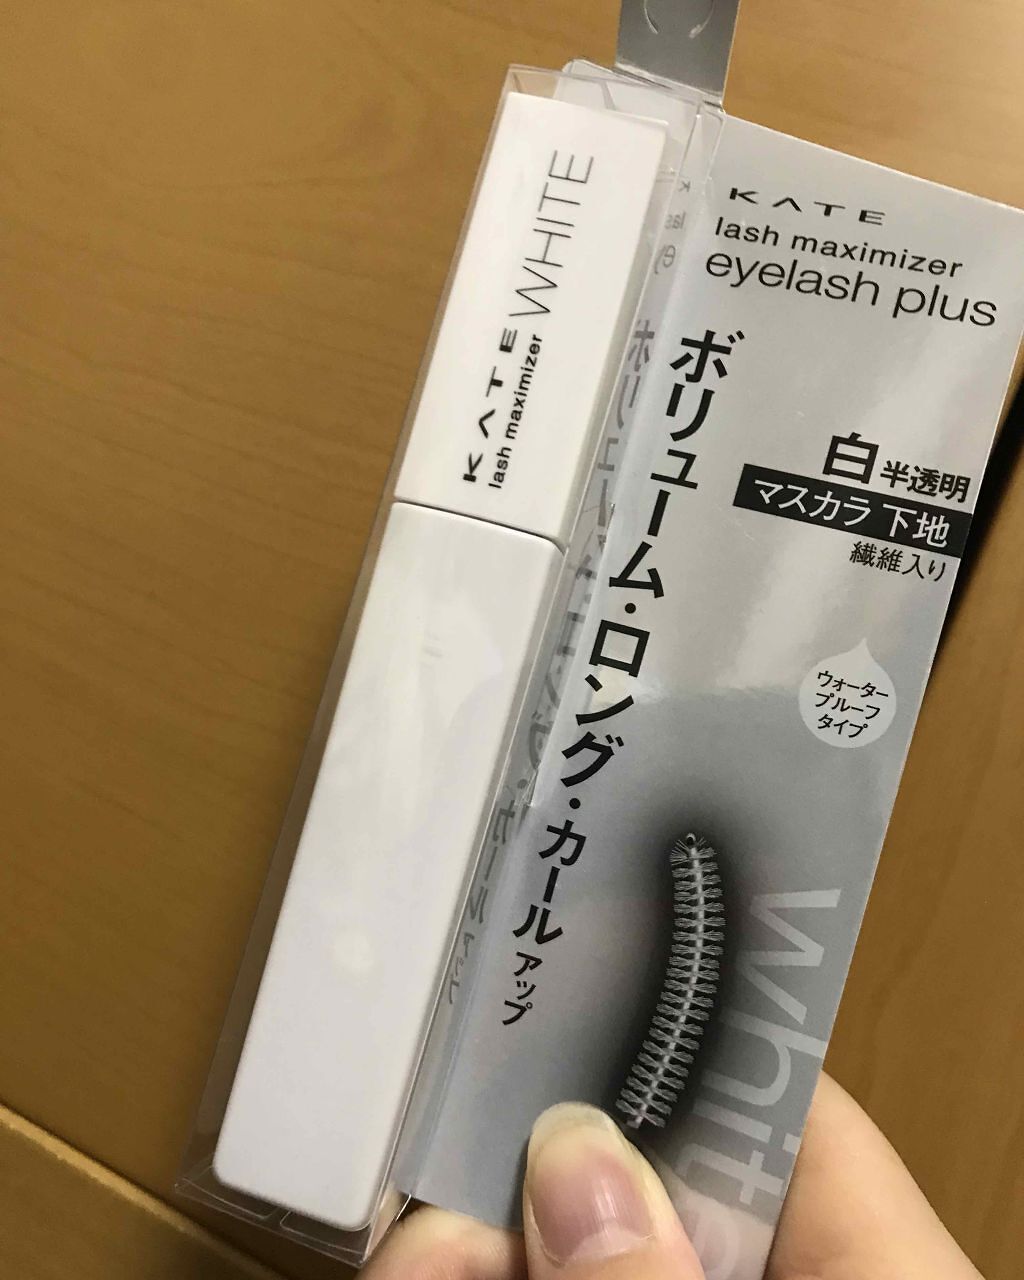 KATE
lash maximizer
WHITE
KATE
lash maximizer
eyelash plus
ボリューム・ロング・カールアップ
白半透明
マスカラ下地
繊維入り
ウォーター
プルーフ
タイプ
white